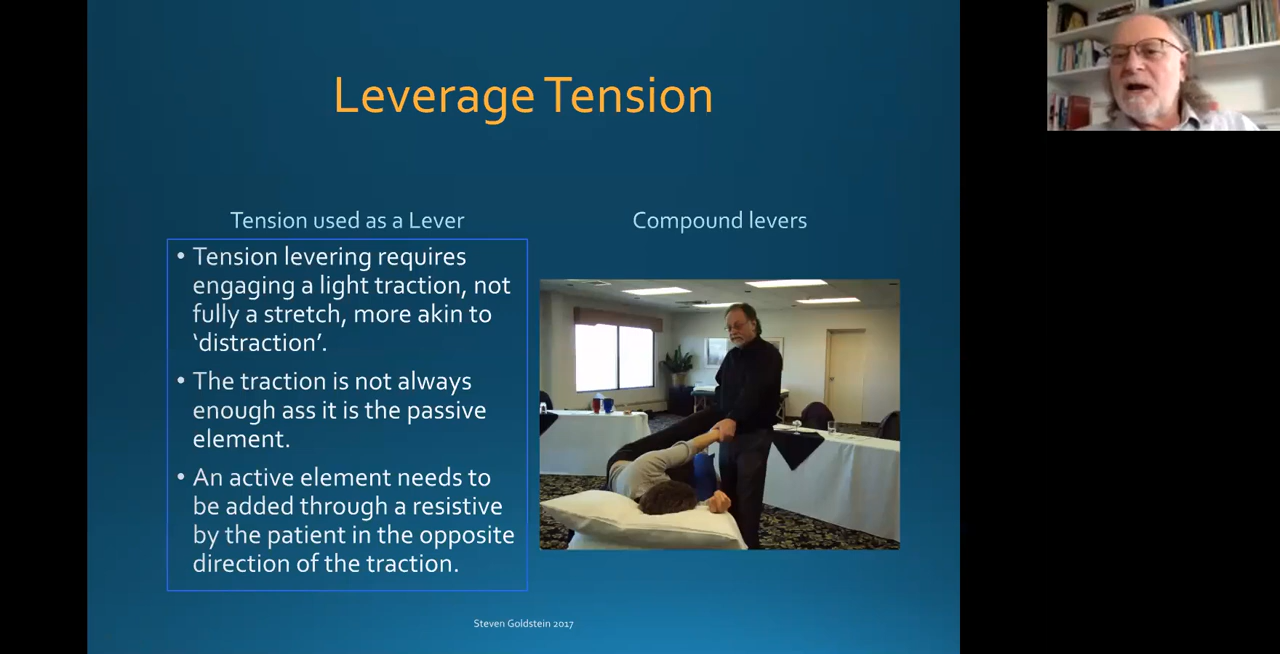 Leverage Tension
Tension used as a Lever
• Tension levering requires
engaging a light traction, not
fully a stretch, more akin to
‘distraction’.
• The traction is not always
enough ass it is the passive
element.
• An active element needs to
be added through a resistive
by the patient in the opposite
direction of the traction.
Compound levers
Steven Goldstein 2017